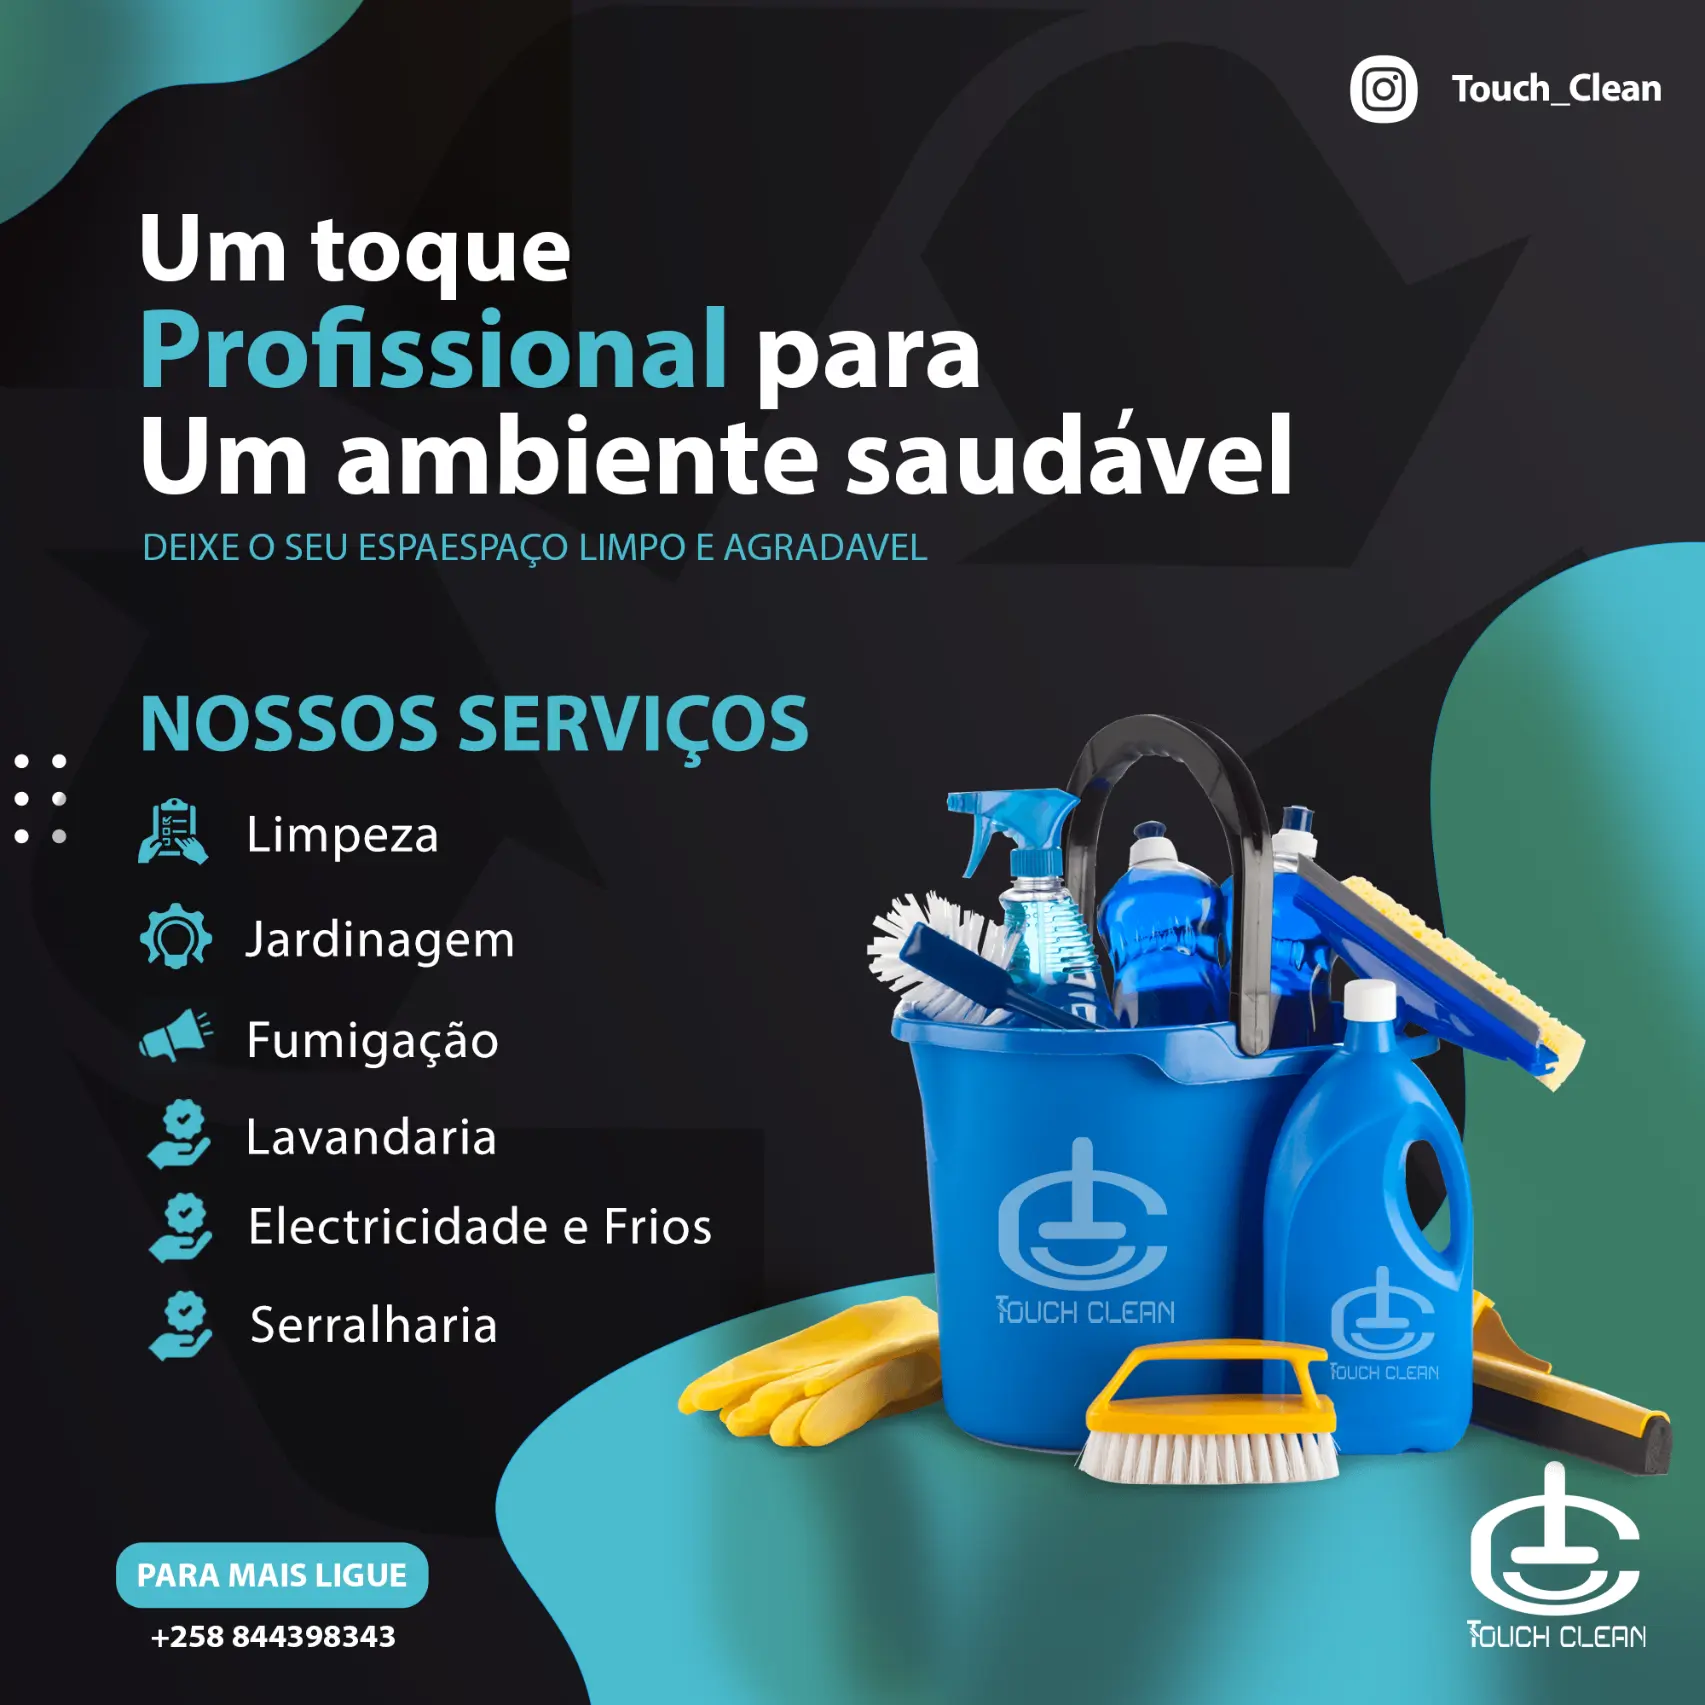 Touch_Clean
Um toque
Profissional para
Um ambiente saudável
DEIXE O SEU ESPAESPAÇO LIMPO E AGRADAVEL
NOSSOS SERVIÇOS
Limpeza
Jardinagem
Fumigação
Lavandaria
Electricidade e Frios
Serralharia
TOUCH CLEAN
TOUCH CLEAN
PARA MAIS LIGUE
+258 844398343
TOUCH CLEAN